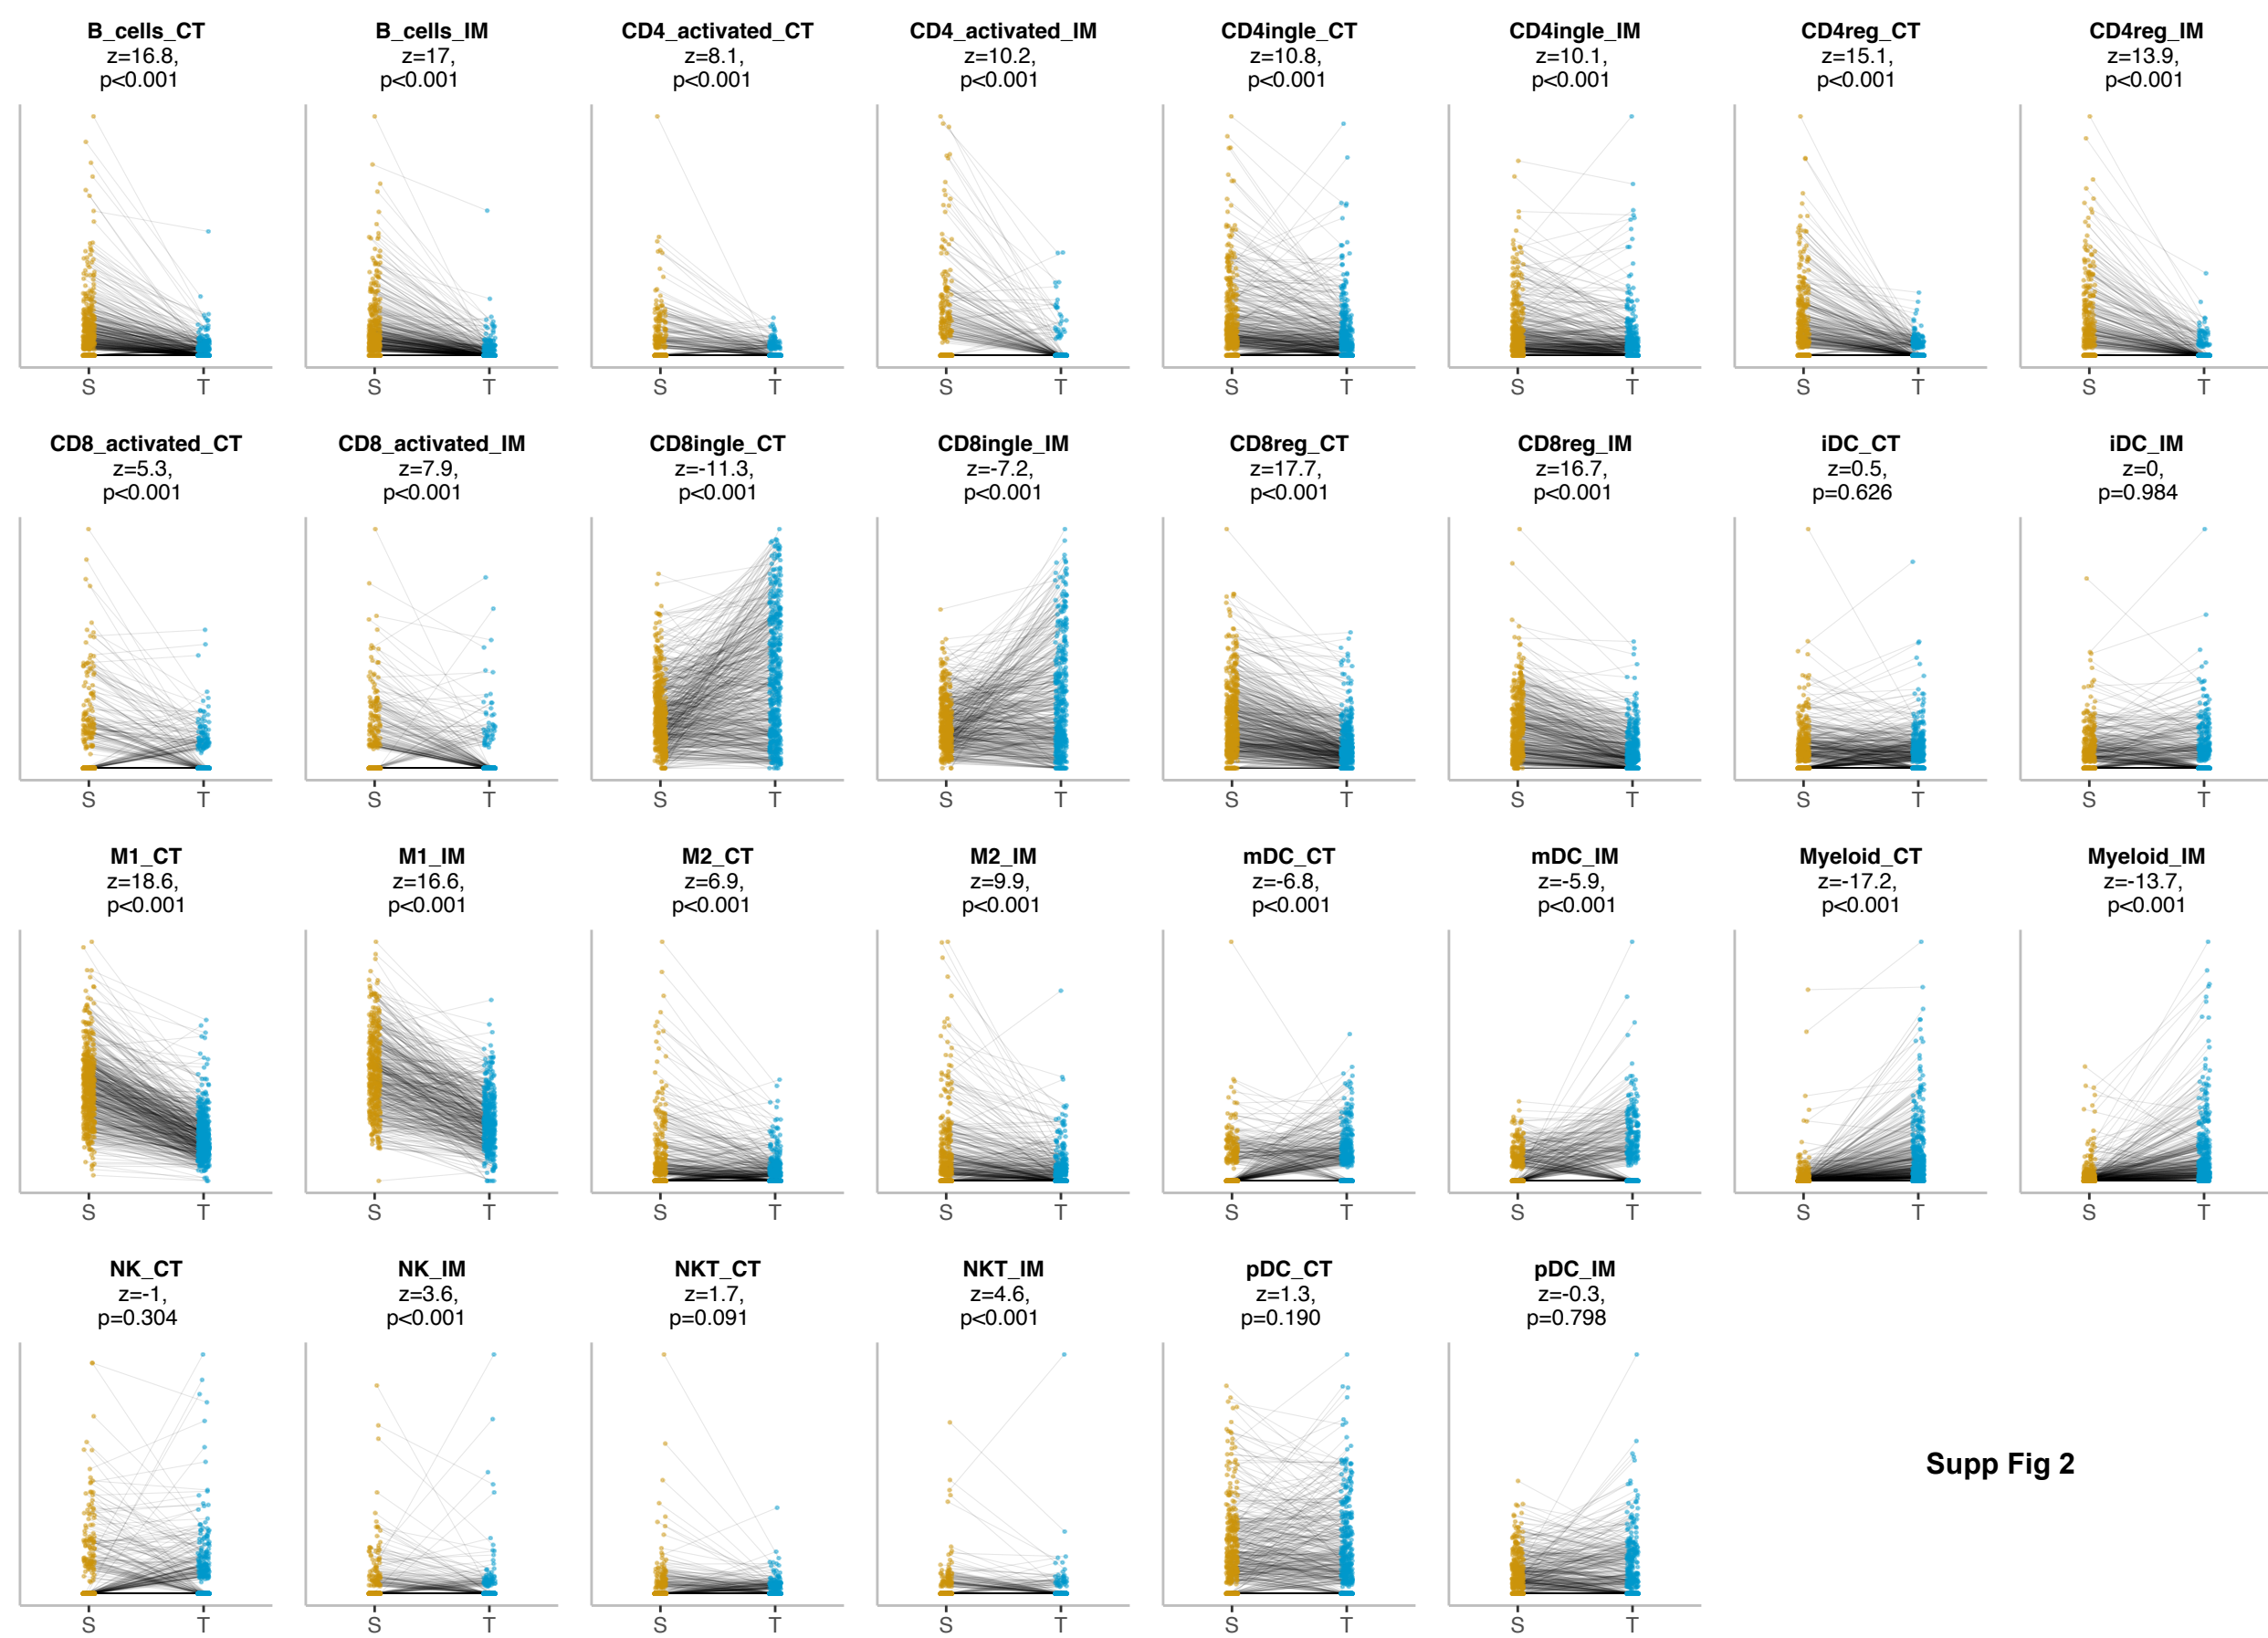 B_cells_CT
z=16.8,
p<0.001
B_cells_IM
z=17,
p<0.001
CD4_activated_CT
z=8.1,
p<0.001
CD4_activated_IM
z=10.2,
p<0.001
CD4ingle_CT
z=10.8,
p<0.001
CD4ingle_IM
z=10.1,
p<0.001
CD4reg_CT
z=15.1,
p<0.001
CD4reg_IM
z=13.9,
p<0.001
S T
S T
S T
S T
S T
S T
S T
S T
CD8_activated_CT
z=5.3,
p<0.001
CD8_activated_IM
z=7.9,
p<0.001
CD8ingle_CT
z=-11.3,
p<0.001
CD8ingle_IM
z=-7.2,
p<0.001
CD8reg_CT
z=17.7,
p<0.001
CD8reg_IM
z=16.7,
p<0.001
iDC_CT
z=0.5,
p=0.626
iDC_IM
z=0,
p=0.984
S T
S T
S T
S T
S T
S T
S T
S T
M1_CT
z=18.6,
p<0.001
M1_IM
z=16.6,
p<0.001
M2_CT
z=6.9,
p<0.001
M2_IM
z=9.9,
p<0.001
mDC_CT
z=-6.8,
p<0.001
mDC_IM
z=-5.9,
p<0.001
Myeloid_CT
z=-17.2,
p<0.001
Myeloid_IM
z=-13.7,
p<0.001
S T
S T
S T
S T
S T
S T
S T
S T
NK_CT
z=-1,
p=0.304
NK_IM
z=3.6,
p<0.001
NKT_CT
z=1.7,
p=0.091
NKT_IM
z=4.6,
p<0.001
pDC_CT
z=1.3,
p=0.190
pDC_IM
z=-0.3,
p=0.798
S T
S T
S T
S T
S T
S T
Supp Fig 2